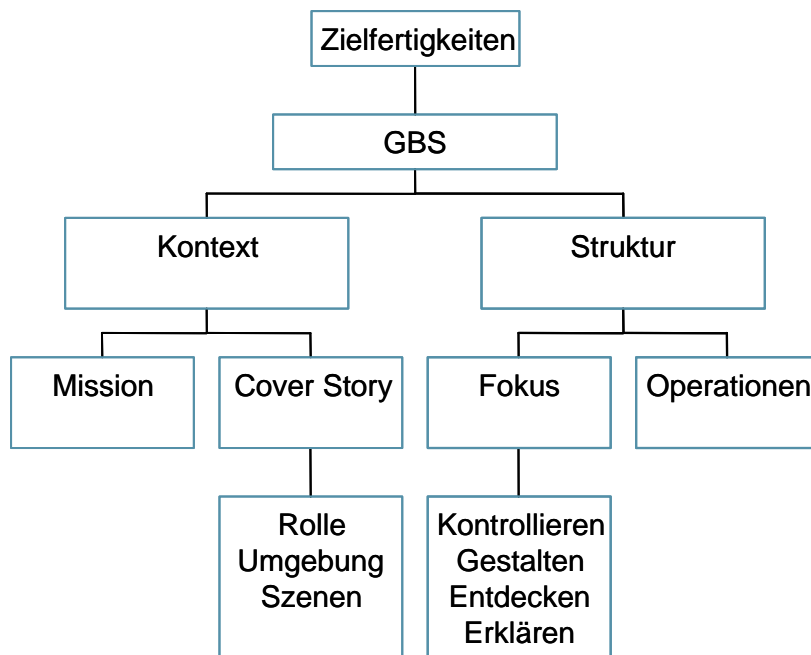 Zielfertigkeiten
GBS
Kontext
Struktur
Mission
Cover Story
Fokus
Operationen
Rolle
Umgebung
Szenen
Kontrollieren
Gestalten
Entdecken
Erklären